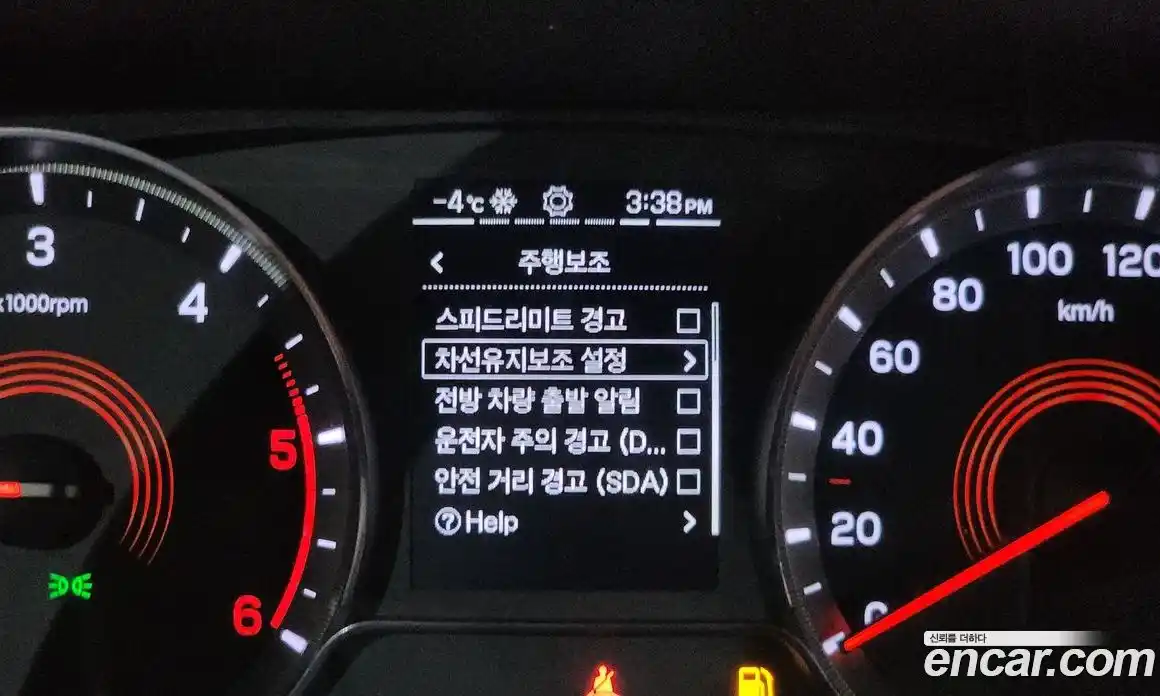 -4℃ 3:38PM
주행보조
스피드리미트 경고
차선유지보조 설정
전방 차량 출발 알림
운전자 주의 경고 (D...
안전 거리 경고 (SDA)
Help
3
4
5
6
x1000rpm
0
20
40
60
80
100
120
km/h
신뢰를 더하다
encar.com